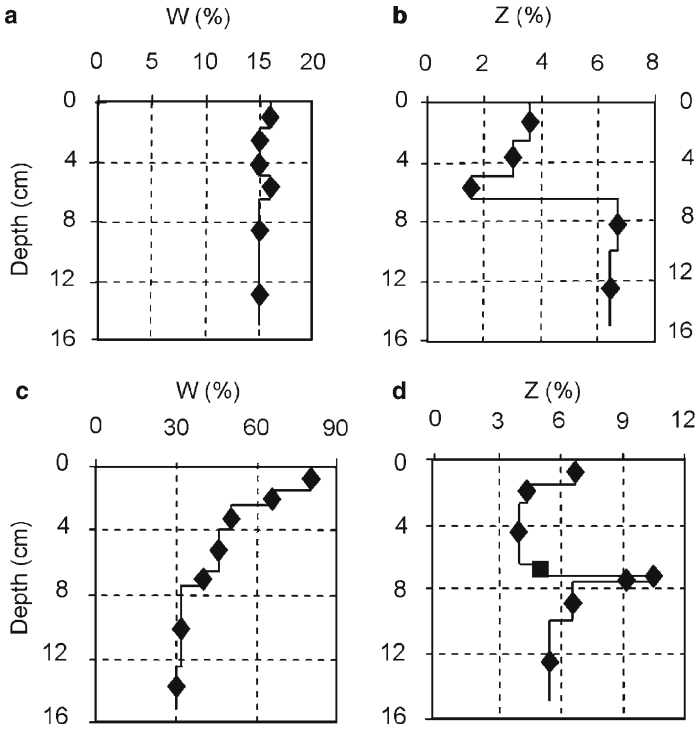 a W (%) b Z (%)
0 5 10 15 20 0 2 4 6 8
0 0 0
4 4 4
8 8 8
12 12 12
16 16 16
Depth (cm)
c W (%) d Z (%)
0 30 60 90 0 3 6 9 12
0 0
4 4
8 8
12 12
16 16
Depth (cm)